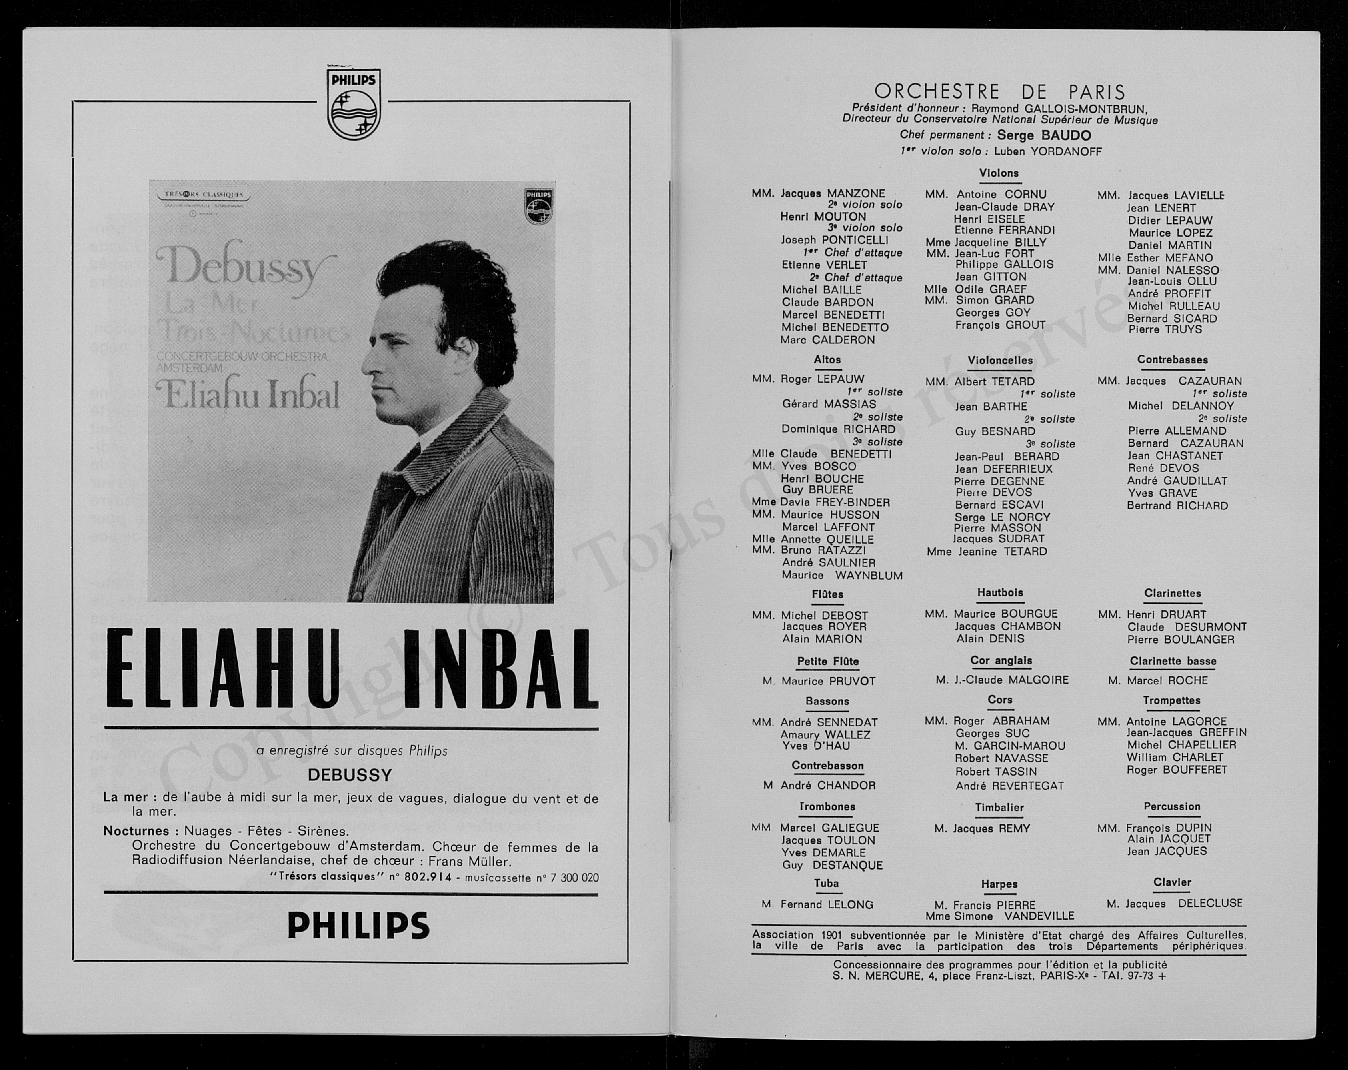 PHILIPS
TRÉSORS CLASSIQUES
PHILIPS
Debussy
La Mer
Trois Nocturnes
CONCERTGEBOUW ORCHESTRA,
AMSTERDAM
Eliahu Inbal
ELIAHU INBAL
a enregistré sur disques Philips
DEBUSSY
La mer : de l'aube à midi sur la mer, jeux de vagues, dialogue du vent et de
la mer.
Nocturnes : Nuages - Fêtes - Sirènes.
Orchestre du Concertgebouw d'Amsterdam. Chœur de femmes de la
Radiodiffusion Néerlandaise, chef de chœur : Frans Müller.
"Trésors classiques" n° 802.914 - musicassette n° 7 300 020
PHILIPS
ORCHESTRE DE PARIS
Président d'honneur : Raymond GALLOIS-MONTBRUN,
Directeur du Conservatoire National Supérieur de Musique
Chef permanent : Serge BAUDO
1er violon solo : Luben YORDANOFF
Violons
MM. Jacques MANZONE
2e violon solo
Henri MOUTON
3e violon solo
Joseph PONTICELLI
1er Chef d'attaque
Etienne VERLET
2e Chef d'attaque
Michel BAILLE
Claude BARDON
Marcel BENEDETTI
Michel BENEDETTO
Marc CALDERON
MM. Antoine CORNU
Jean-Claude DRAY
Henri EISELE
Etienne FERRANDI
Mme Jacqueline BILLY
MM. Jean-Luc FORT
Philippe GALLOIS
Jean GITTON
Mlle Odile GRAEF
MM. Simon GRARD
Georges GOY
François GROUT
MM. Jacques LAVIELLE
Jean LENERT
Didier LEPAUW
Maurice LOPEZ
Daniel MARTIN
Mlle Esther MEFANO
MM. Daniel NALESSO
Jean-Louis OLLU
André PROFFIT
Michel RULLEAU
Bernard SICARD
Pierre TRUYS
Altos
MM. Roger LEPAUW
1er soliste
Gérard MASSIAS
2e soliste
Dominique RICHARD
3e soliste
Mlle Claude BENEDETTI
MM. Yves BOSCO
Henri BOUCHE
Guy BRUERE
Mme Davia FREY-BINDER
MM. Maurice HUSSON
Marcel LAFFONT
Mlle Annette QUEILLE
MM. Bruno RATAZZI
André SAULNIER
Maurice WAYNBLUM
Violoncelles
MM. Albert TETARD
1er soliste
Jean BARTHE
2e soliste
Guy BESNARD
3e soliste
Jean-Paul BERARD
Jean DEFERRIEUX
Pierre DEGENNE
Pierre DEVOS
Bernard ESCAVI
Serge LE NORCY
Pierre MASSON
Jacques SUDRAT
Mme Jeanine TETARD
Contrebasses
MM. Jacques CAZAURAN
1er soliste
Michel DELANNOY
2e soliste
Pierre ALLEMAND
Bernard CAZAURAN
Jean CHASTANET
René DEVOS
André GAUDILLAT
Yves GRAVE
Bertrand RICHARD
Flûtes
MM. Michel DEBOST
Jacques ROYER
Alain MARION
Hautbois
MM. Maurice BOURGUE
Jacques CHAMBON
Alain DENIS
Clarinettes
MM. Henri DRUART
Claude DESURMONT
Pierre BOULANGER
Petite Flûte
M. Maurice PRUVOT
Cor anglais
M. J.-Claude MALGOIRE
Clarinette basse
M. Marcel ROCHE
Bassons
MM. André SENNEDAT
Amaury WALLEZ
Yves D'HAU
Contrebasson
M André CHANDOR
Cors
MM. Roger ABRAHAM
Georges SUC
M. GARCIN-MAROU
Robert NAVASSE
Robert TASSIN
André REVERTEGAT
Trompettes
MM. Antoine LAGORCE
Jean-Jacques GREFFIN
Michel CHAPELLIER
William CHARLET
Roger BOUFFERET
Trombones
MM Marcel GALIEGUE
Jacques TOULON
Yves DEMARLE
Guy DESTANQUE
Timbalier
M. Jacques REMY
Percussion
MM. François DUPIN
Alain JACQUET
Jean JACQUES
Tuba
M Fernand LELONG
Harpes
M. Francis PIERRE
Mme Simone VANDEVILLE
Clavier
M. Jacques DELECLUSE
Association 1901 subventionnée par le Ministère d'Etat chargé des Affaires Culturelles,
la ville de Paris avec la participation des trois Départements périphériques.
Concessionnaire des programmes pour l'édition et la publicité
S. N. MERCURE, 4, place Franz-Liszt, PARIS-Xe - TAI. 97-73 +
Copyright © - Tous droits réservés